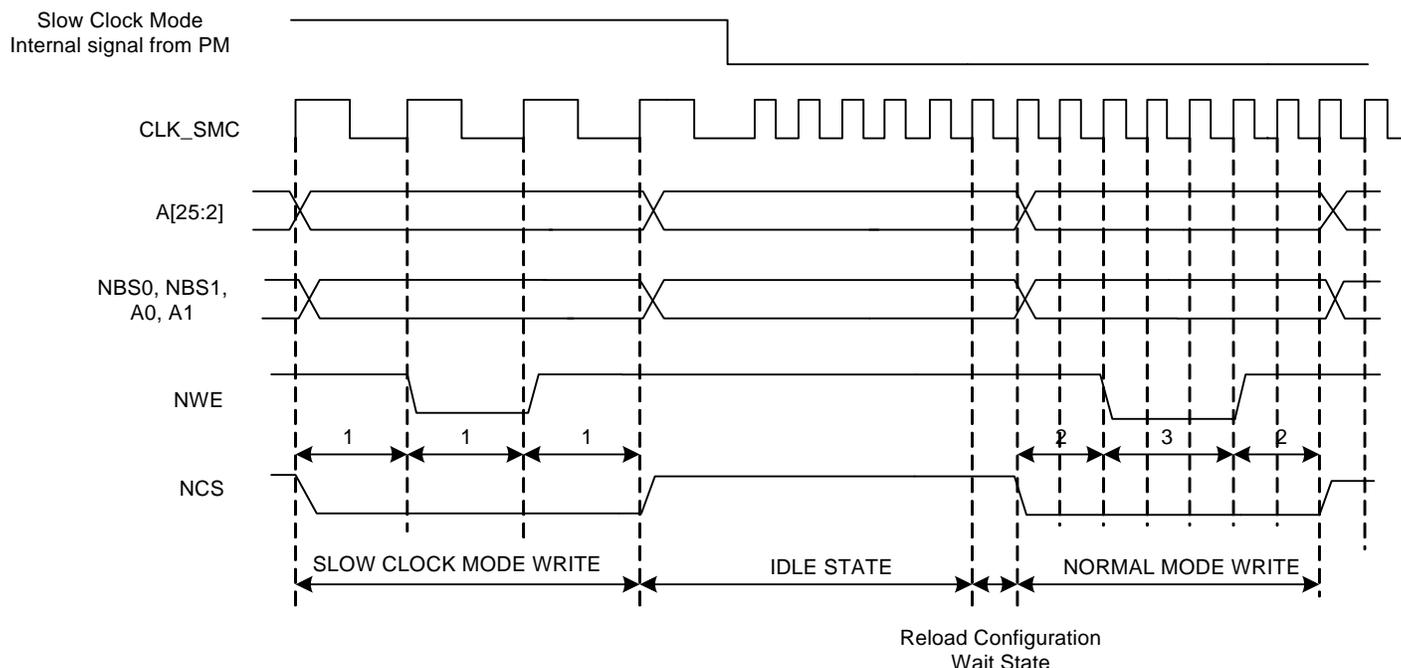 Slow Clock Mode
Internal signal from PM
CLK_SMC
A[25:2]
NBS0, NBS1,
A0, A1
NWE
1 1 1 2 3 2
NCS
SLOW CLOCK MODE WRITE IDLE STATE NORMAL MODE WRITE
Reload Configuration
Wait State